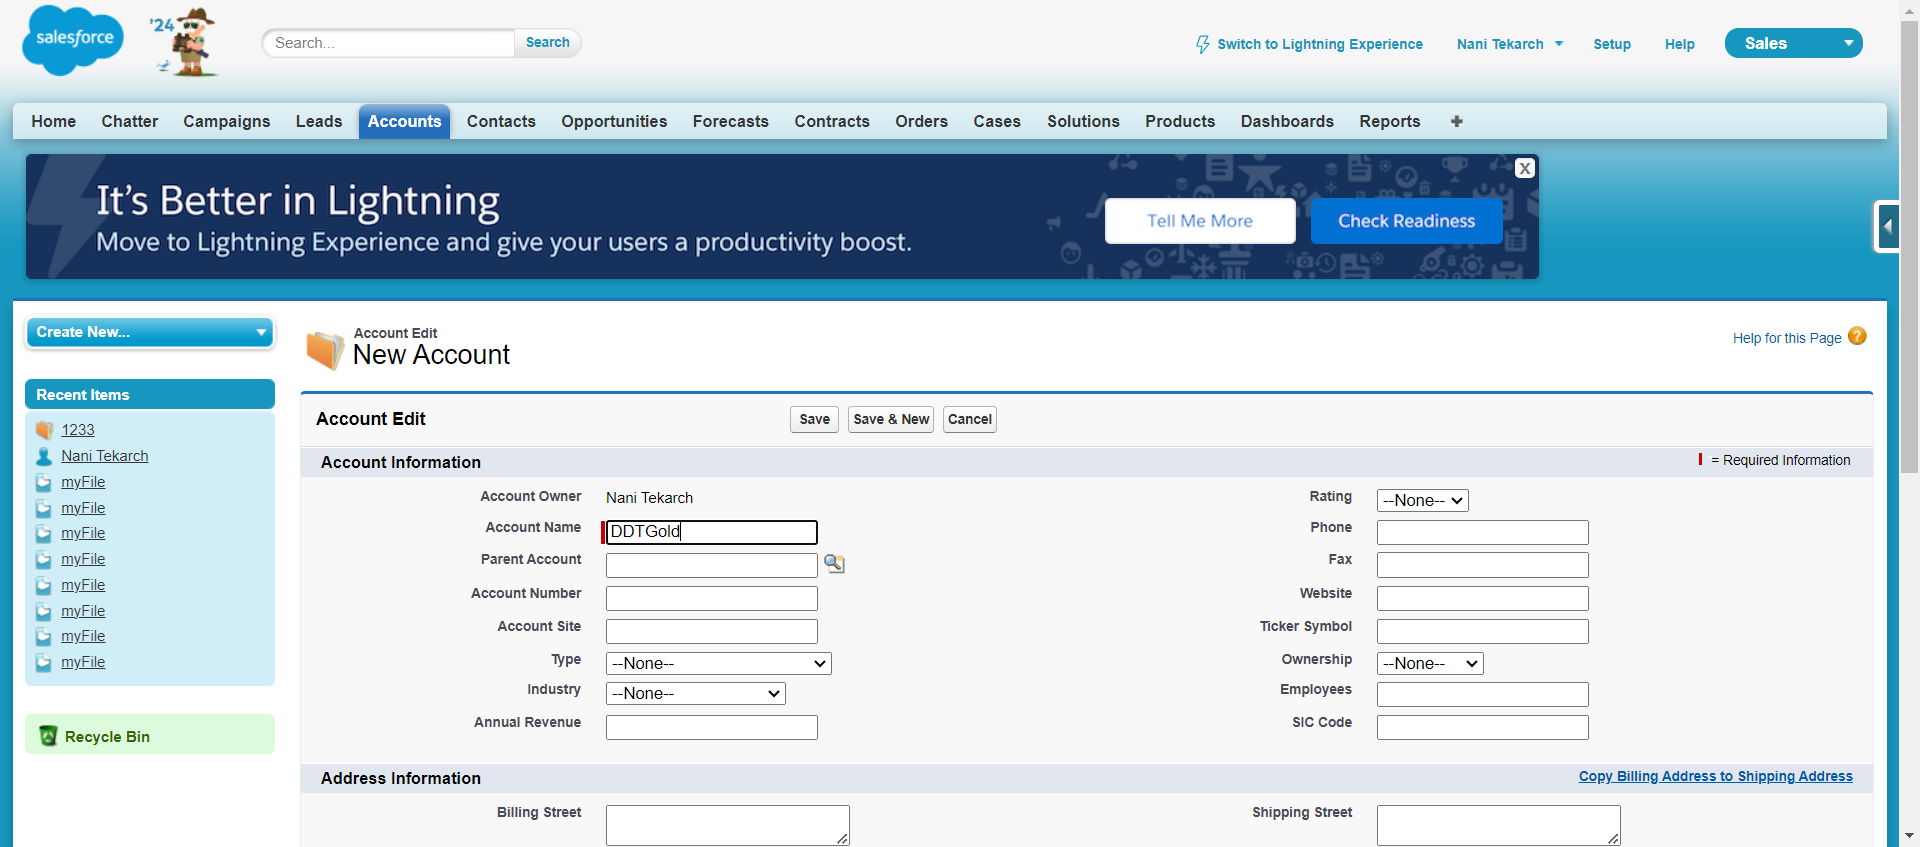 salesforce
'24
Search...
Search
Switch to Lightning Experience
Nani Tekarch
Setup
Help
Sales
Home
Chatter
Campaigns
Leads
Accounts
Contacts
Opportunities
Forecasts
Contracts
Orders
Cases
Solutions
Products
Dashboards
Reports
+
It's Better in Lightning
Move to Lightning Experience and give your users a productivity boost.
Tell Me More
Check Readiness
X
Create New...
Recent Items
1233
Nani Tekarch
myFile
myFile
myFile
myFile
myFile
myFile
myFile
myFile
Recycle Bin
Account Edit
New Account
Help for this Page ?
Account Edit
Save
Save & New
Cancel
Account Information
= Required Information
Account Owner Nani Tekarch
Rating --None--
Account Name DDTGold
Phone
Parent Account
Fax
Account Number
Website
Account Site
Ticker Symbol
Type --None--
Ownership --None--
Industry --None--
Employees
Annual Revenue
SIC Code
Address Information
Copy Billing Address to Shipping Address
Billing Street
Shipping Street